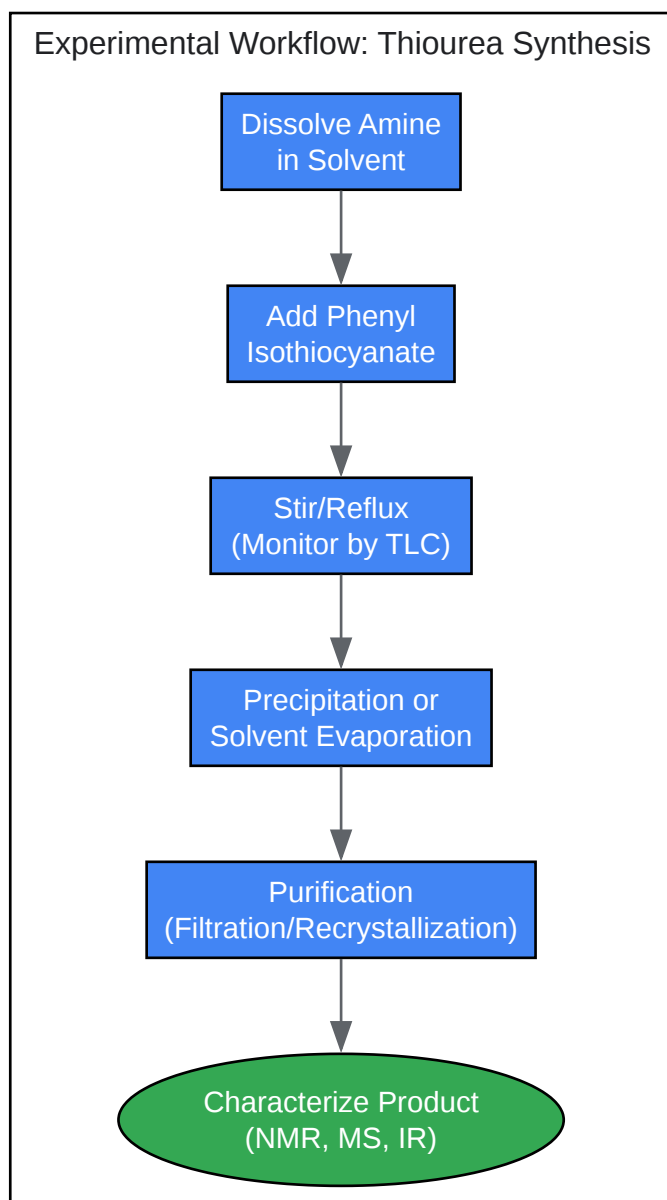 Experimental Workflow: Thiourea Synthesis
Dissolve Amine
in Solvent
Add Phenyl
Isothiocyanate
Stir/Reflux
(Monitor by TLC)
Precipitation or
Solvent Evaporation
Purification
(Filtration/Recrystallization)
Characterize Product
(NMR, MS, IR)